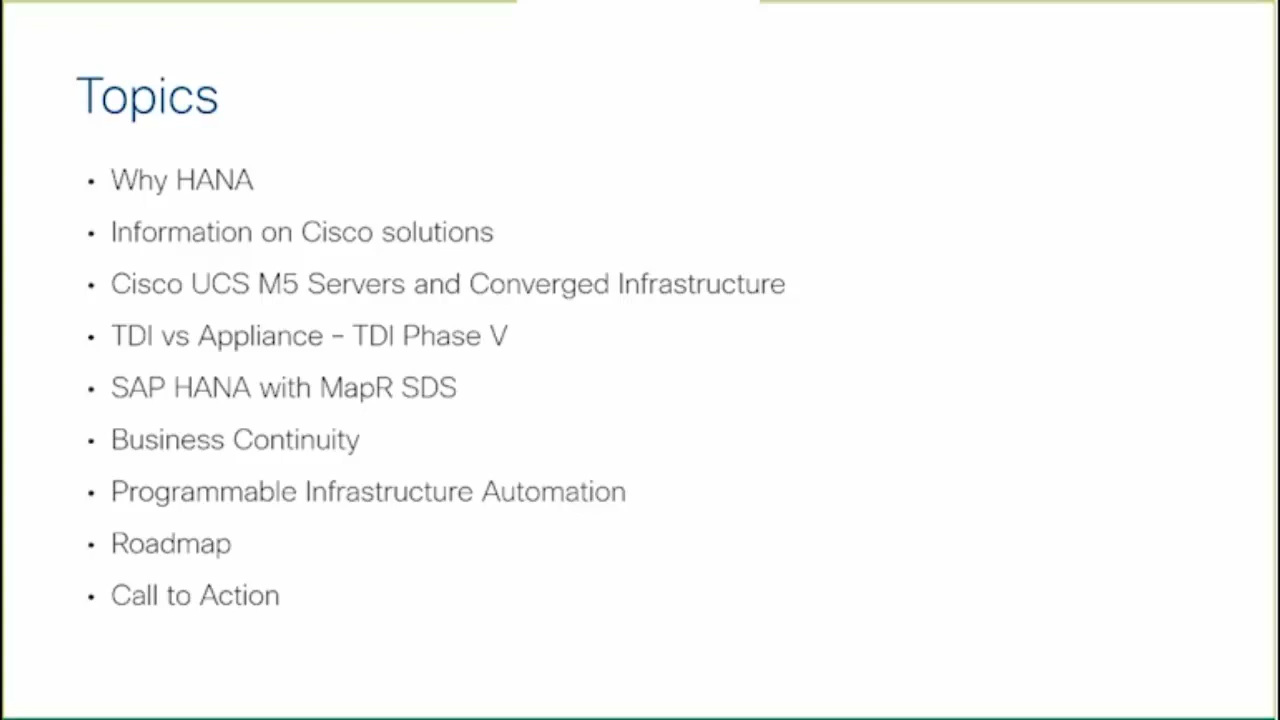 Topics
• Why HANA
• Information on Cisco solutions
• Cisco UCS M5 Servers and Converged Infrastructure
• TDI vs Appliance – TDI Phase V
• SAP HANA with MapR SDS
• Business Continuity
• Programmable Infrastructure Automation
• Roadmap
• Call to Action